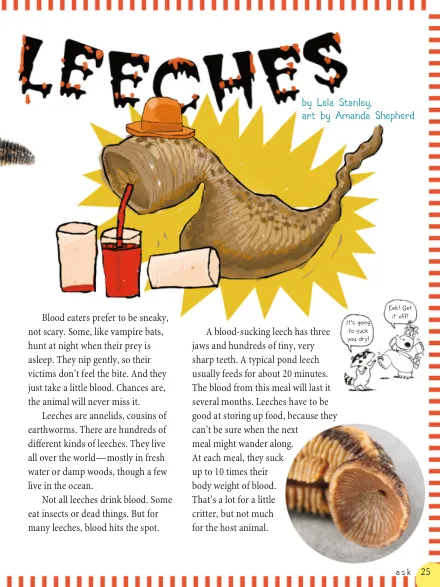 LEECHES
by Lela Stanley,
art by Amanda Shepherd
Blood eaters prefer to be sneaky,
not scary. Some, like vampire bats,
hunt at night when their prey is
asleep. They nip gently, so their
victims don't feel the bite. And they
just take a little blood. Chances are,
the animal will never miss it.
Leeches are annelids, cousins of
earthworms. There are hundreds of
different kinds of leeches. They live
all over the world—mostly in fresh
water or damp woods, though a few
live in the ocean.
Not all leeches drink blood. Some
eat insects or dead things. But for
many leeches, blood hits the spot.
A blood-sucking leech has three
jaws and hundreds of tiny, very
sharp teeth. A typical pond leech
usually feeds for about 20 minutes.
The blood from this meal will last it
several months. Leeches have to be
good at storing up food, because they
can't be sure when the next
meal might wander along.
At each meal, they suck
up to 10 times their
body weight of blood.
That's a lot for a little
critter, but not much
for the host animal.
It's going
to suck
you dry!
Eek! Get
it off!
ask 25